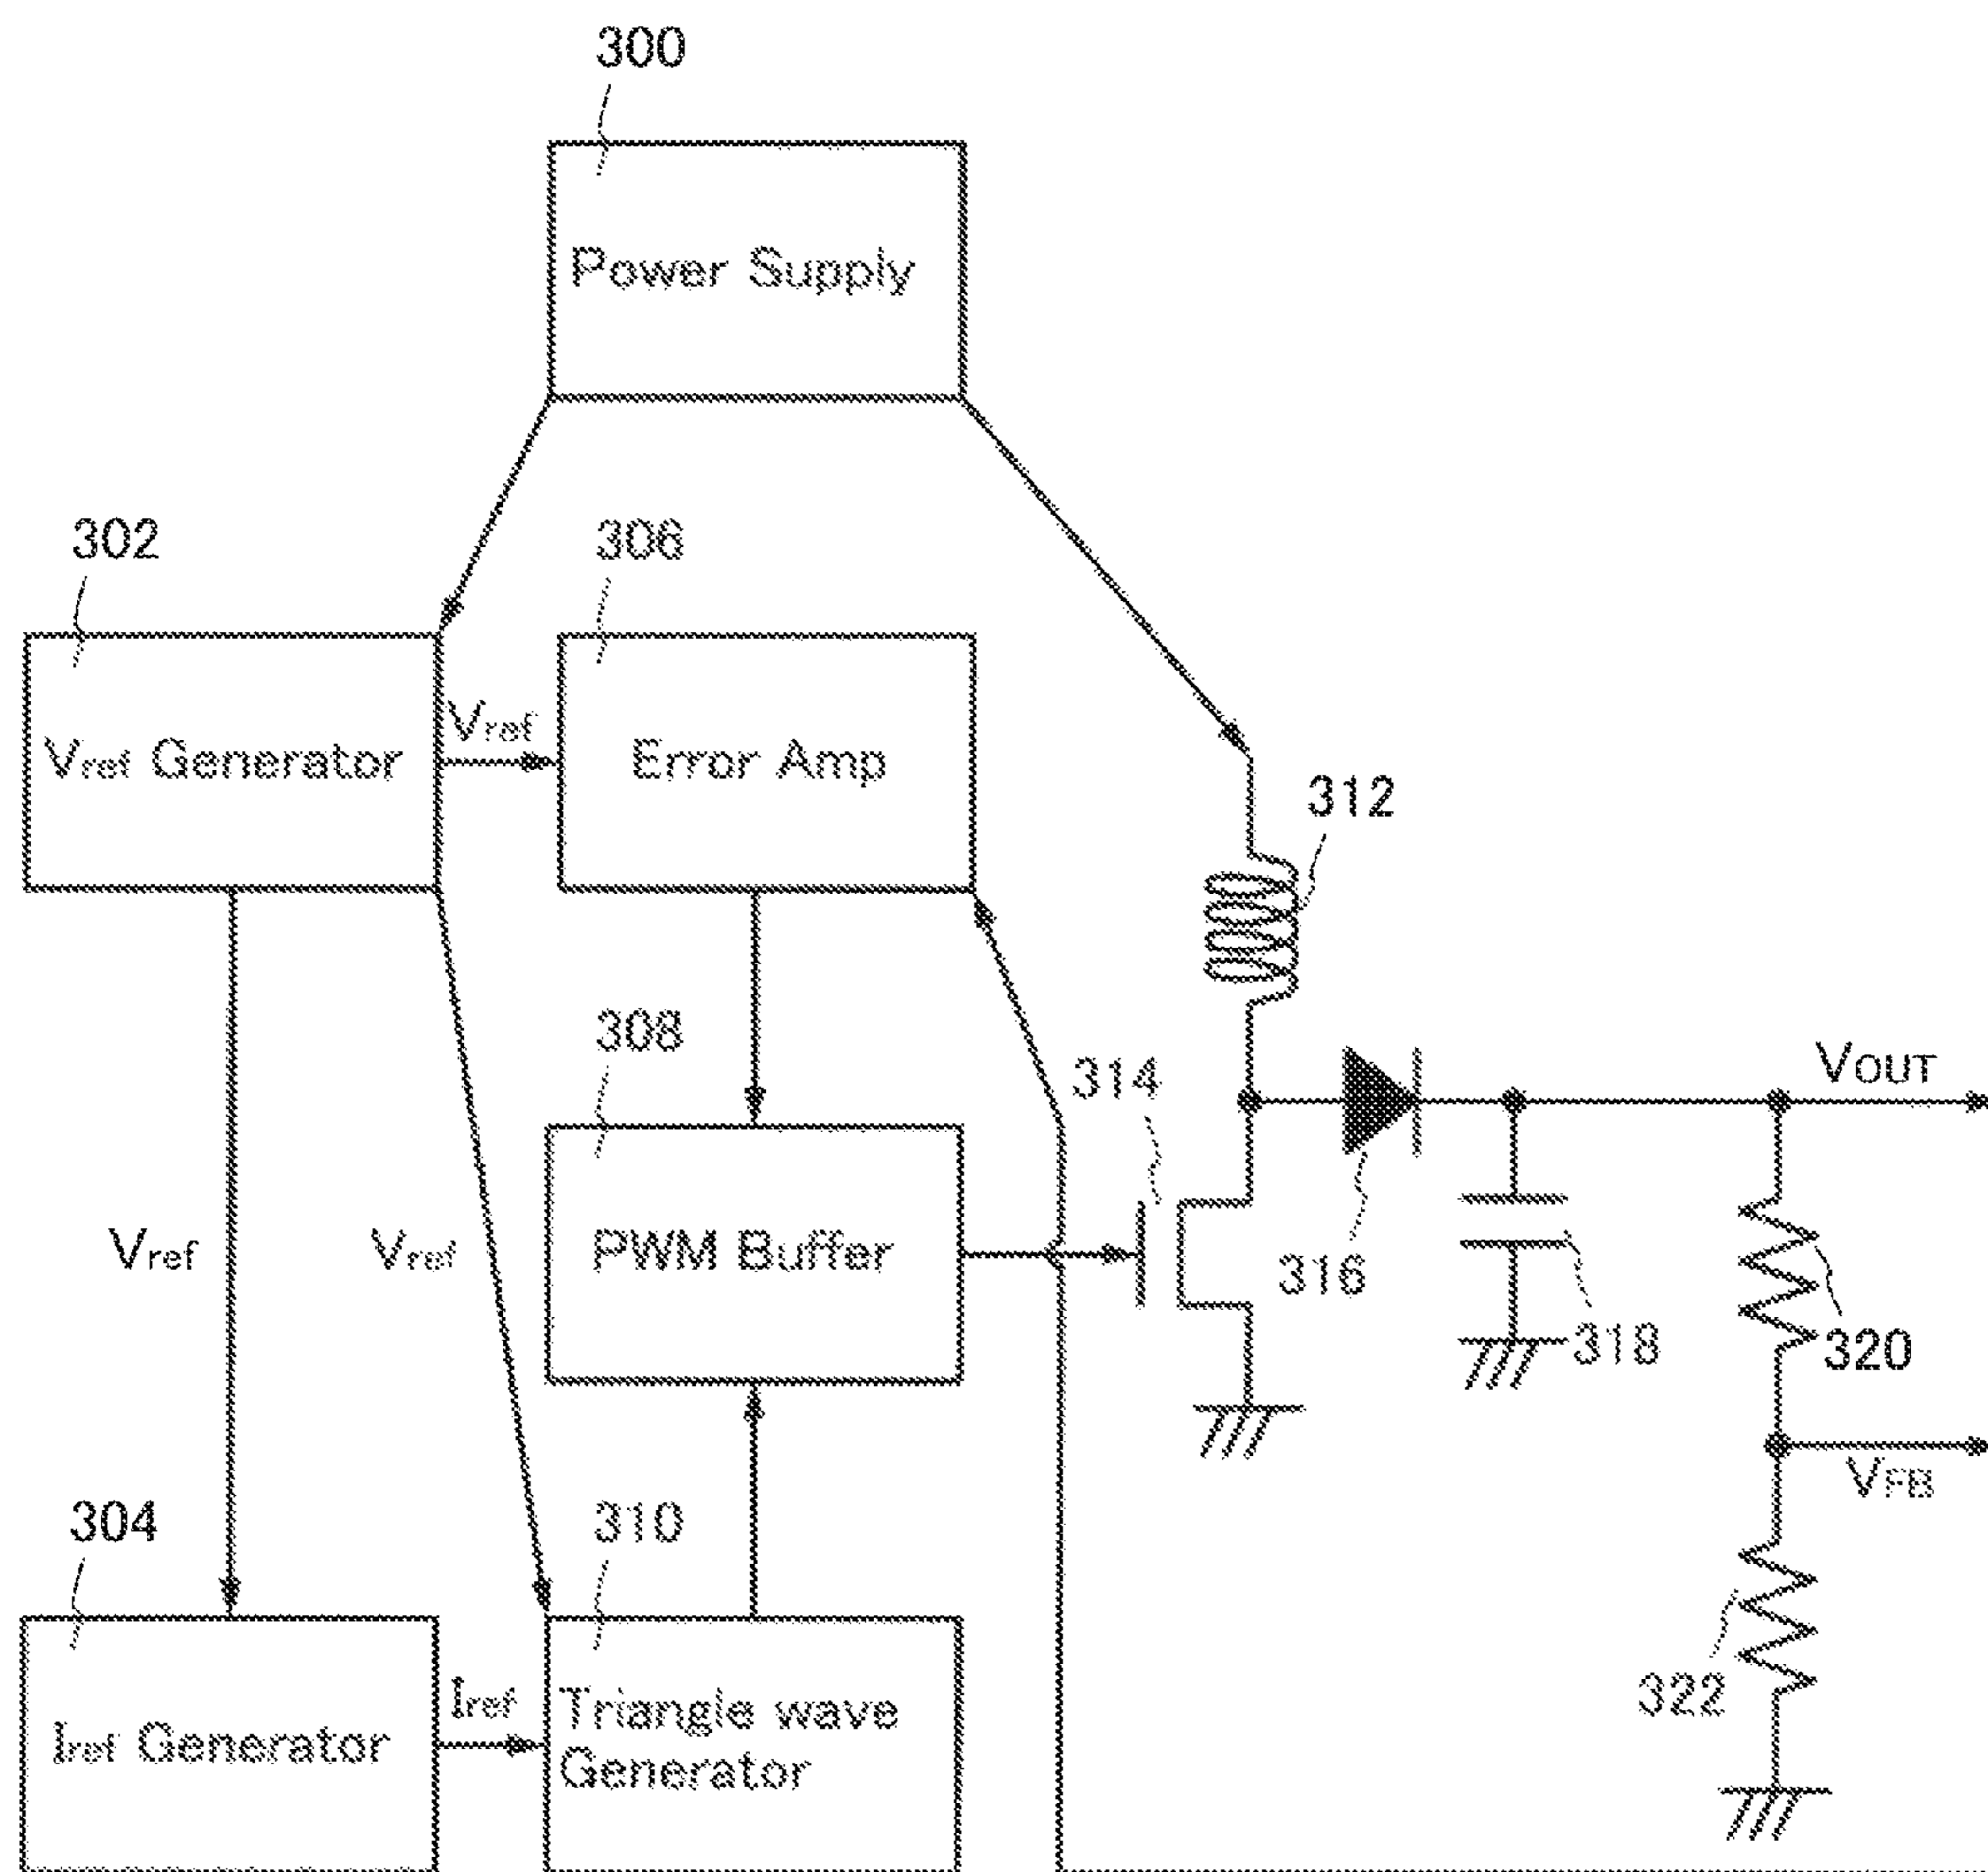 300
Power Supply
302
306
Vref Generator
Vref
Error Amp
312
308
314
VOUT
Vref
Vref
PWM Buffer
316
318
320
VFB
304
310
322
Iref Generator
Iref
Triangle wave
Generator